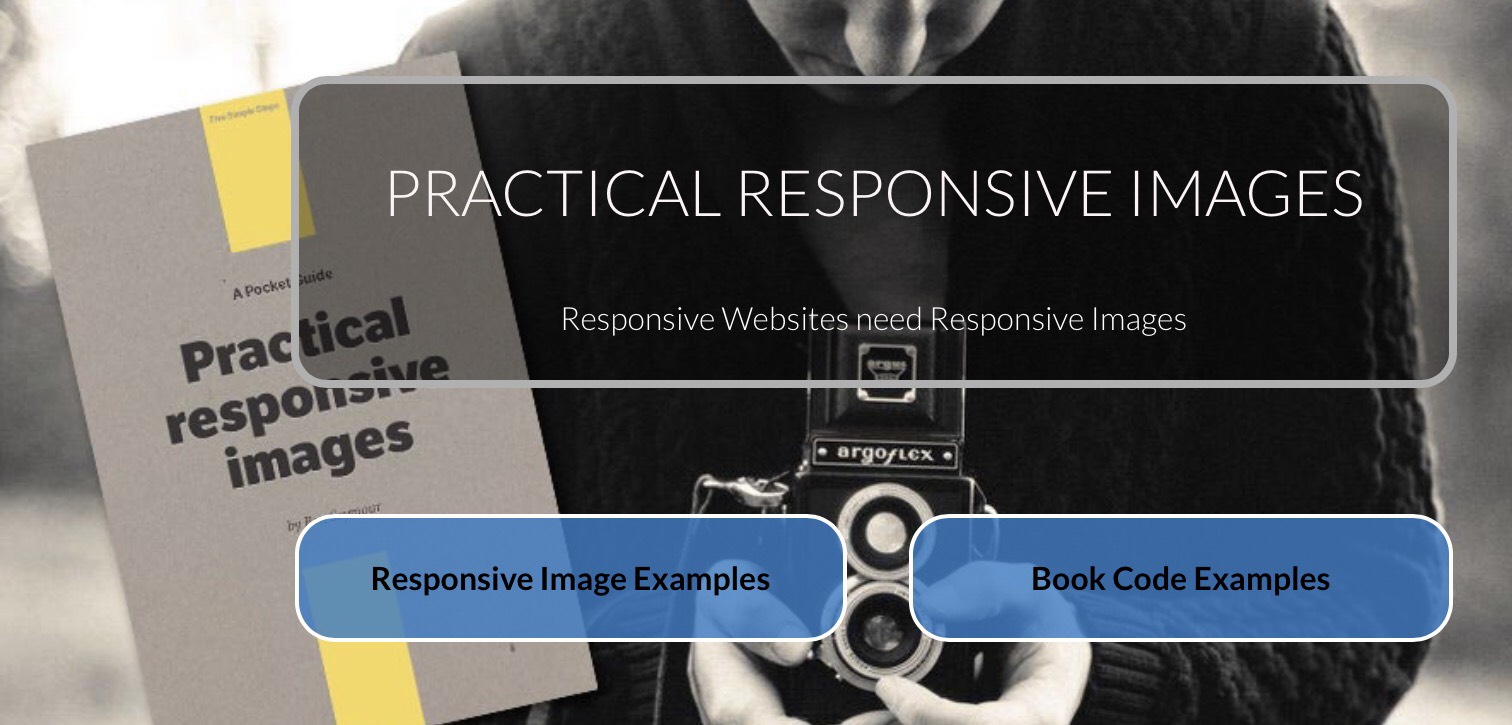 Five Simple Steps
PRACTICAL RESPONSIVE IMAGES
A Pocket Guide
Responsive Websites need Responsive Images
Practical
responsive
images
argus
argoflex
by
Responsive Image Examples
Book Code Examples